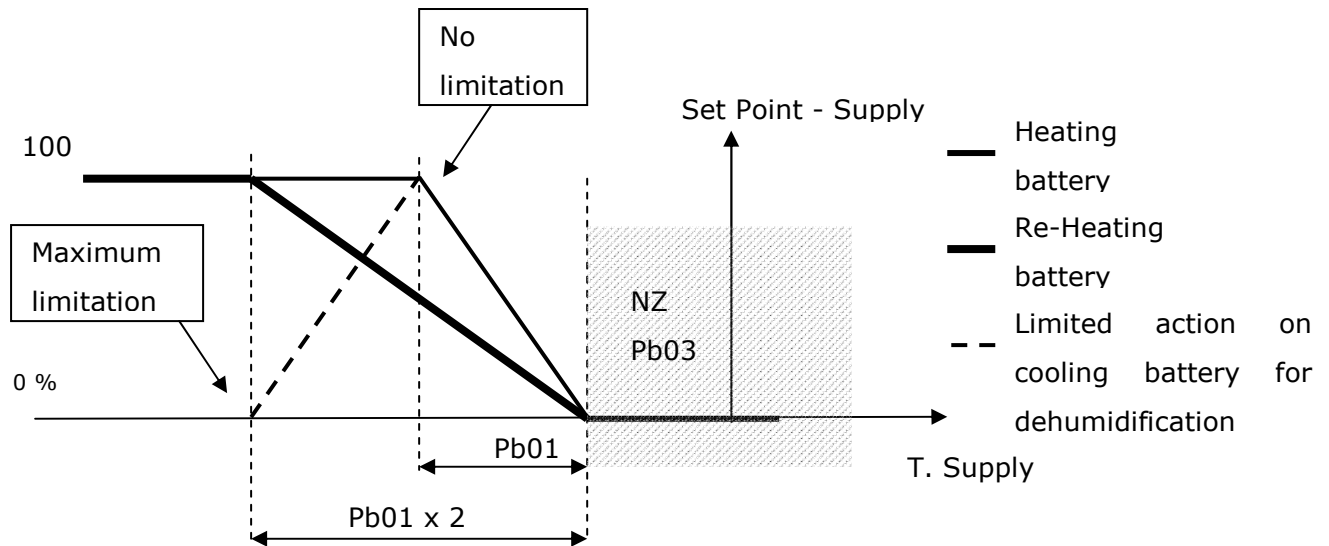 No
limitation
Set Point - Supply
100
Maximum
limitation
0 %
NZ
Pb03
Pb01
T. Supply
Pb01 x 2
Heating
battery
Re-Heating
battery
Limited action on
cooling battery for
dehumidification